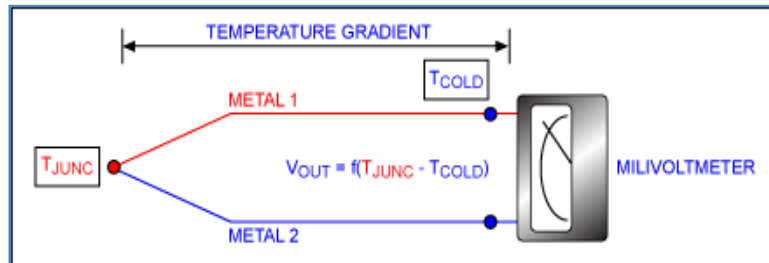 TEMPERATURE GRADIENT
TCOLD
METAL 1
TJUNC
VOUT = f(TJUNC - TCOLD)
MILIVOLTMETER
METAL 2